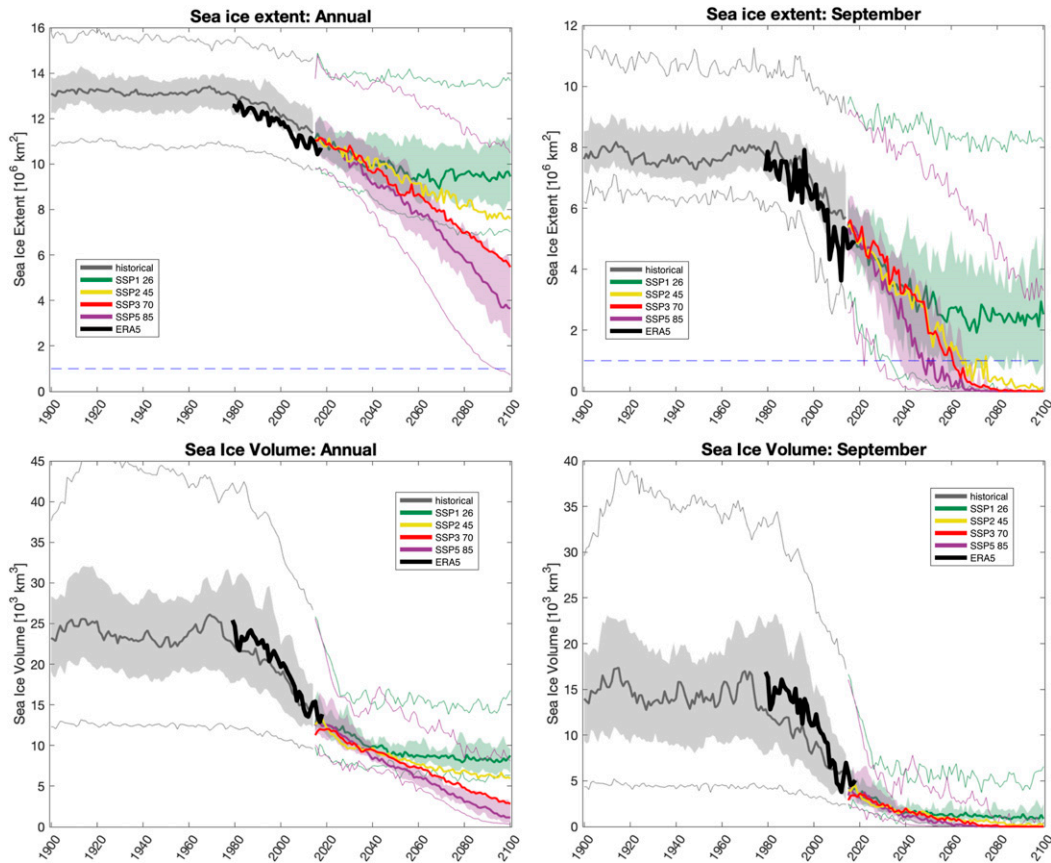 Sea ice extent: Annual
Sea Ice Extent [10⁶ km²]
16
14
12
10
8
6
4
2
0
historical
SSP1 26
SSP2 45
SSP3 70
SSP5 85
ERA5
1900
1920
1940
1960
1980
2000
2020
2040
2060
2080
2100
Sea ice extent: September
Sea Ice Extent [10⁶ km²]
12
10
8
6
4
2
0
historical
SSP1 26
SSP2 45
SSP3 70
SSP5 85
ERA5
1900
1920
1940
1960
1980
2000
2020
2040
2060
2080
2100
Sea Ice Volume: Annual
Sea Ice Volume [10³ km³]
45
40
35
30
25
20
15
10
5
0
historical
SSP1 26
SSP2 45
SSP3 70
SSP5 85
ERA5
1900
1920
1940
1960
1980
2000
2020
2040
2060
2080
2100
Sea Ice Volume: September
Sea Ice Volume [10³ km³]
40
35
30
25
20
15
10
5
0
historical
SSP1 26
SSP2 45
SSP3 70
SSP5 85
ERA5
1900
1920
1940
1960
1980
2000
2020
2040
2060
2080
2100